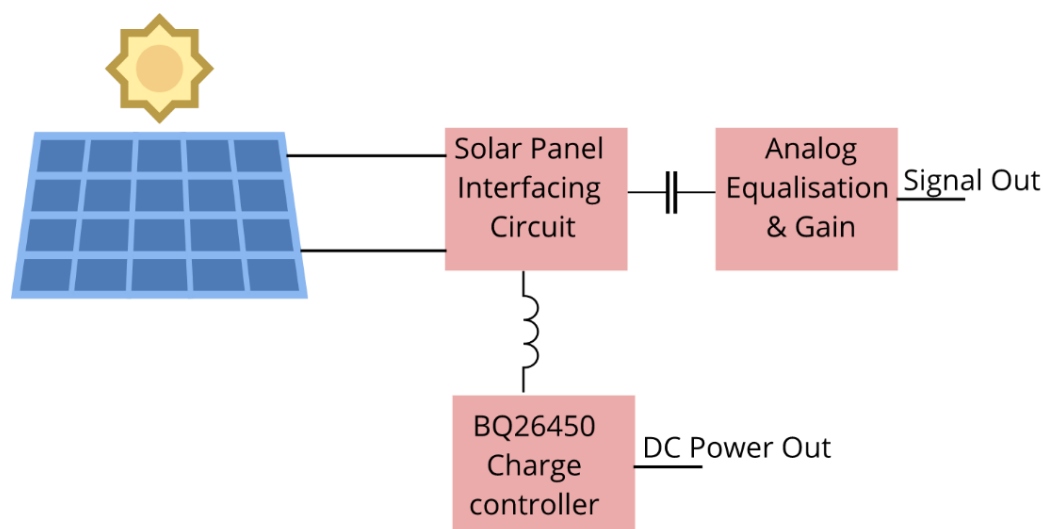 Solar Panel
Interfacing
Circuit
Analog
Equalisation
& Gain
Signal Out
BQ26450
Charge
controller
DC Power Out